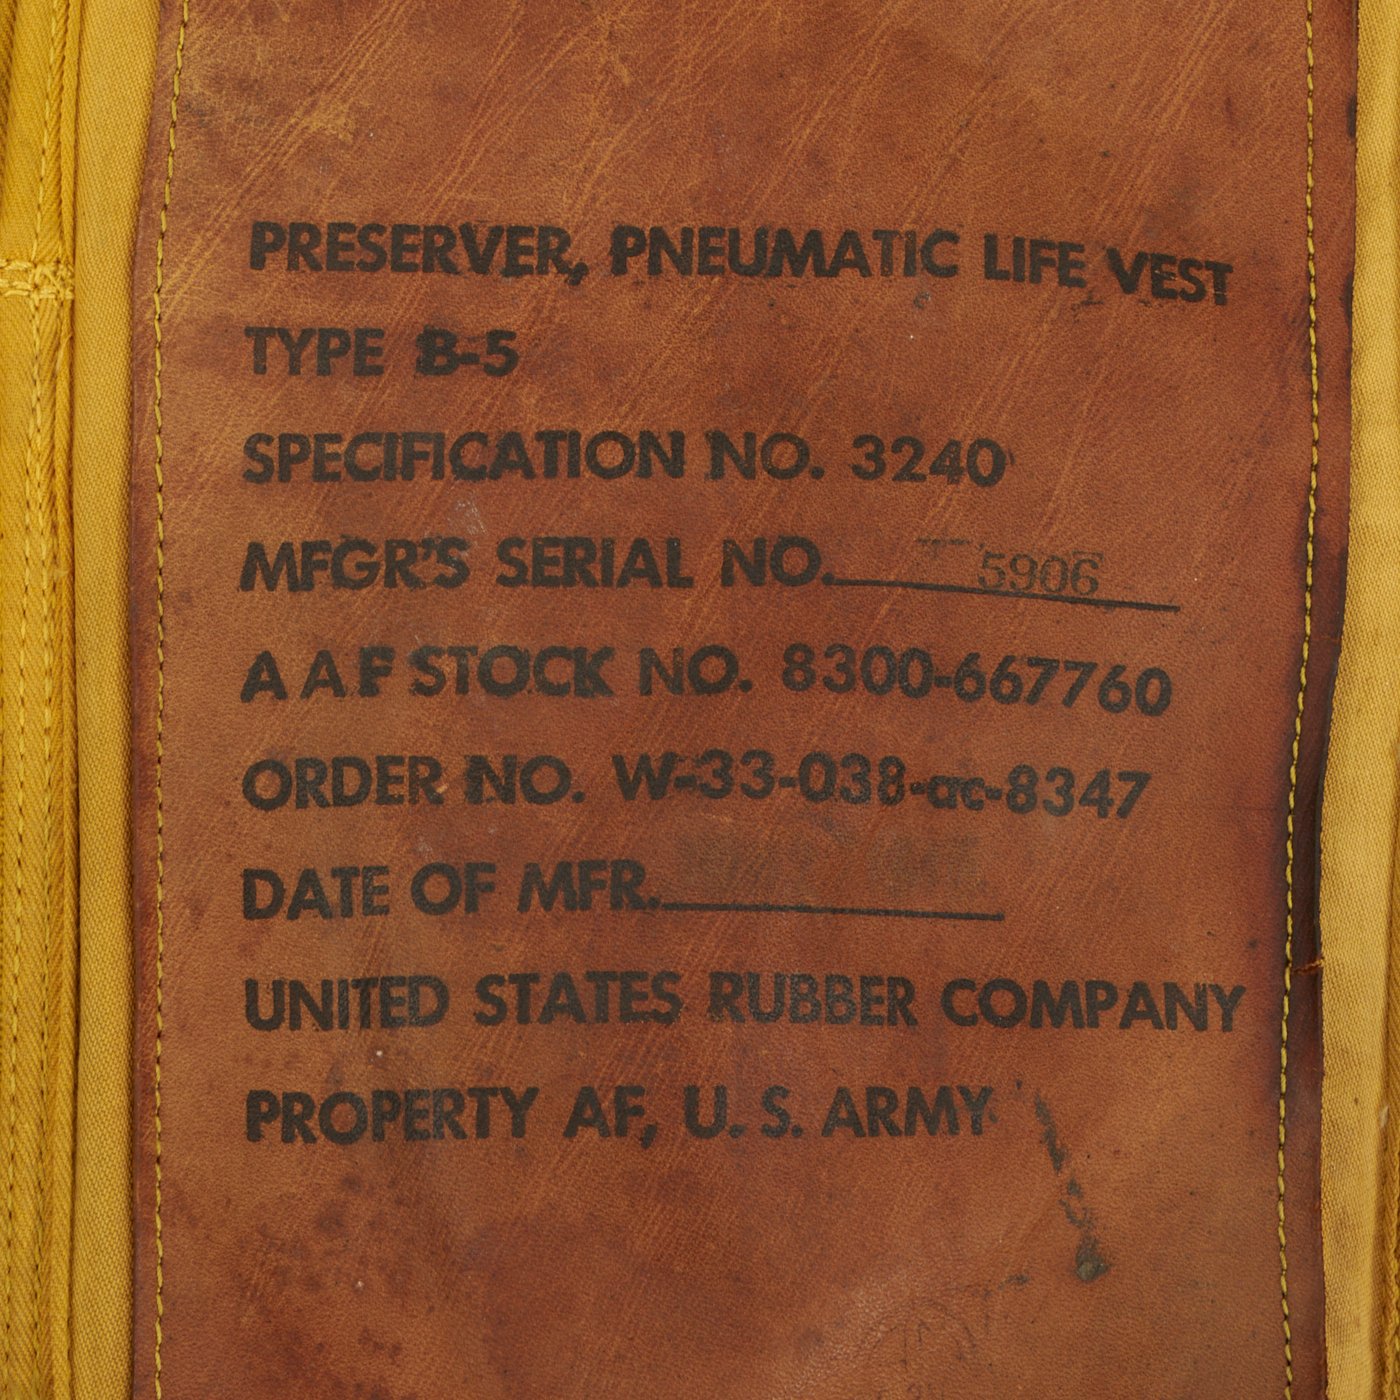 PRESERVER, PNEUMATIC LIFE VEST
TYPE B-5
SPECIFICATION NO. 3240
MFGR'S SERIAL NO. 5906
A A F STOCK NO. 8300-667760
ORDER NO. W-33-038-ac-8347
DATE OF MFR.
UNITED STATES RUBBER COMPANY
PROPERTY AF, U. S. ARMY